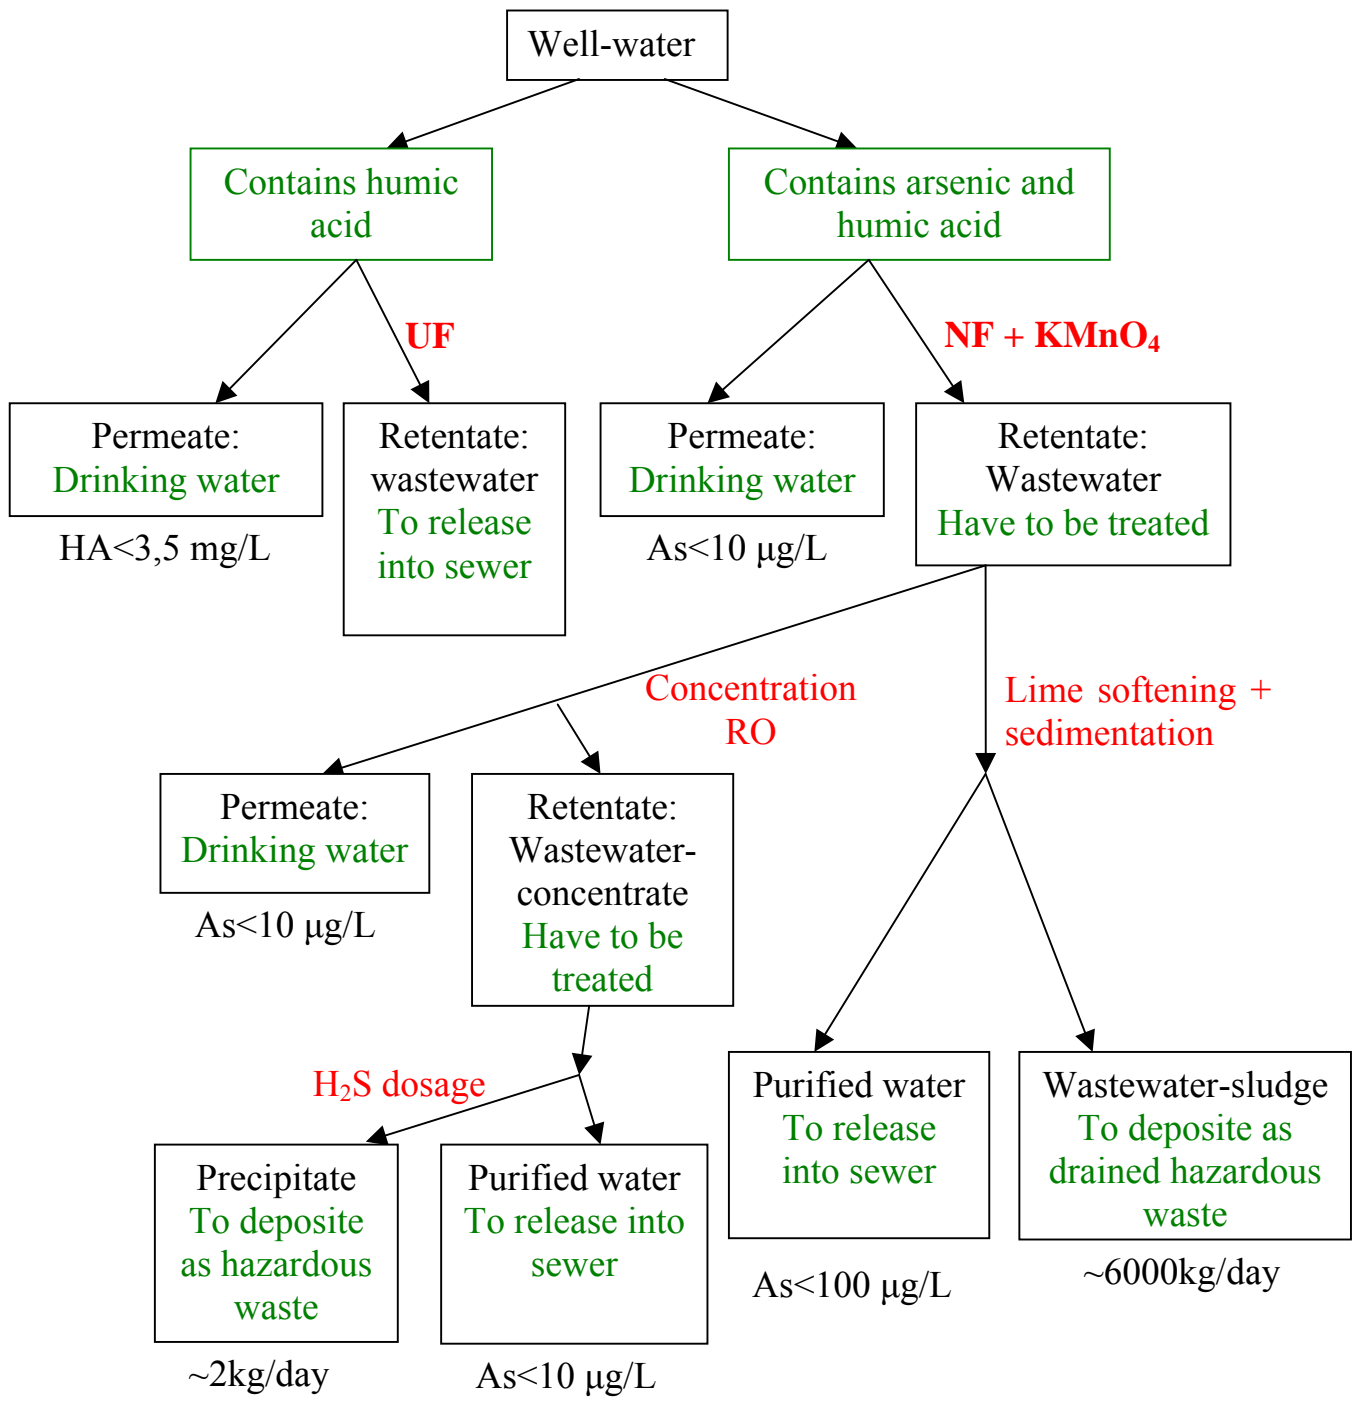 Well-water
Contains humic
acid
Contains arsenic and
humic acid
UF
NF + KMnO₄
Permeate:
Drinking water
HA<3,5 mg/L
Retentate:
wastewater
To release
into sewer
Permeate:
Drinking water
As<10 µg/L
Retentate:
Wastewater
Have to be treated
Concentration
RO
Lime softening +
sedimentation
Permeate:
Drinking water
As<10 µg/L
Retentate:
Wastewater-
concentrate
Have to be
treated
H₂S dosage
Precipitate
To deposite
as hazardous
waste
~2kg/day
Purified water
To release into
sewer
As<10 µg/L
Purified water
To release
into sewer
As<100 µg/L
Wastewater-sludge
To deposite as
drained hazardous
waste
~6000kg/day